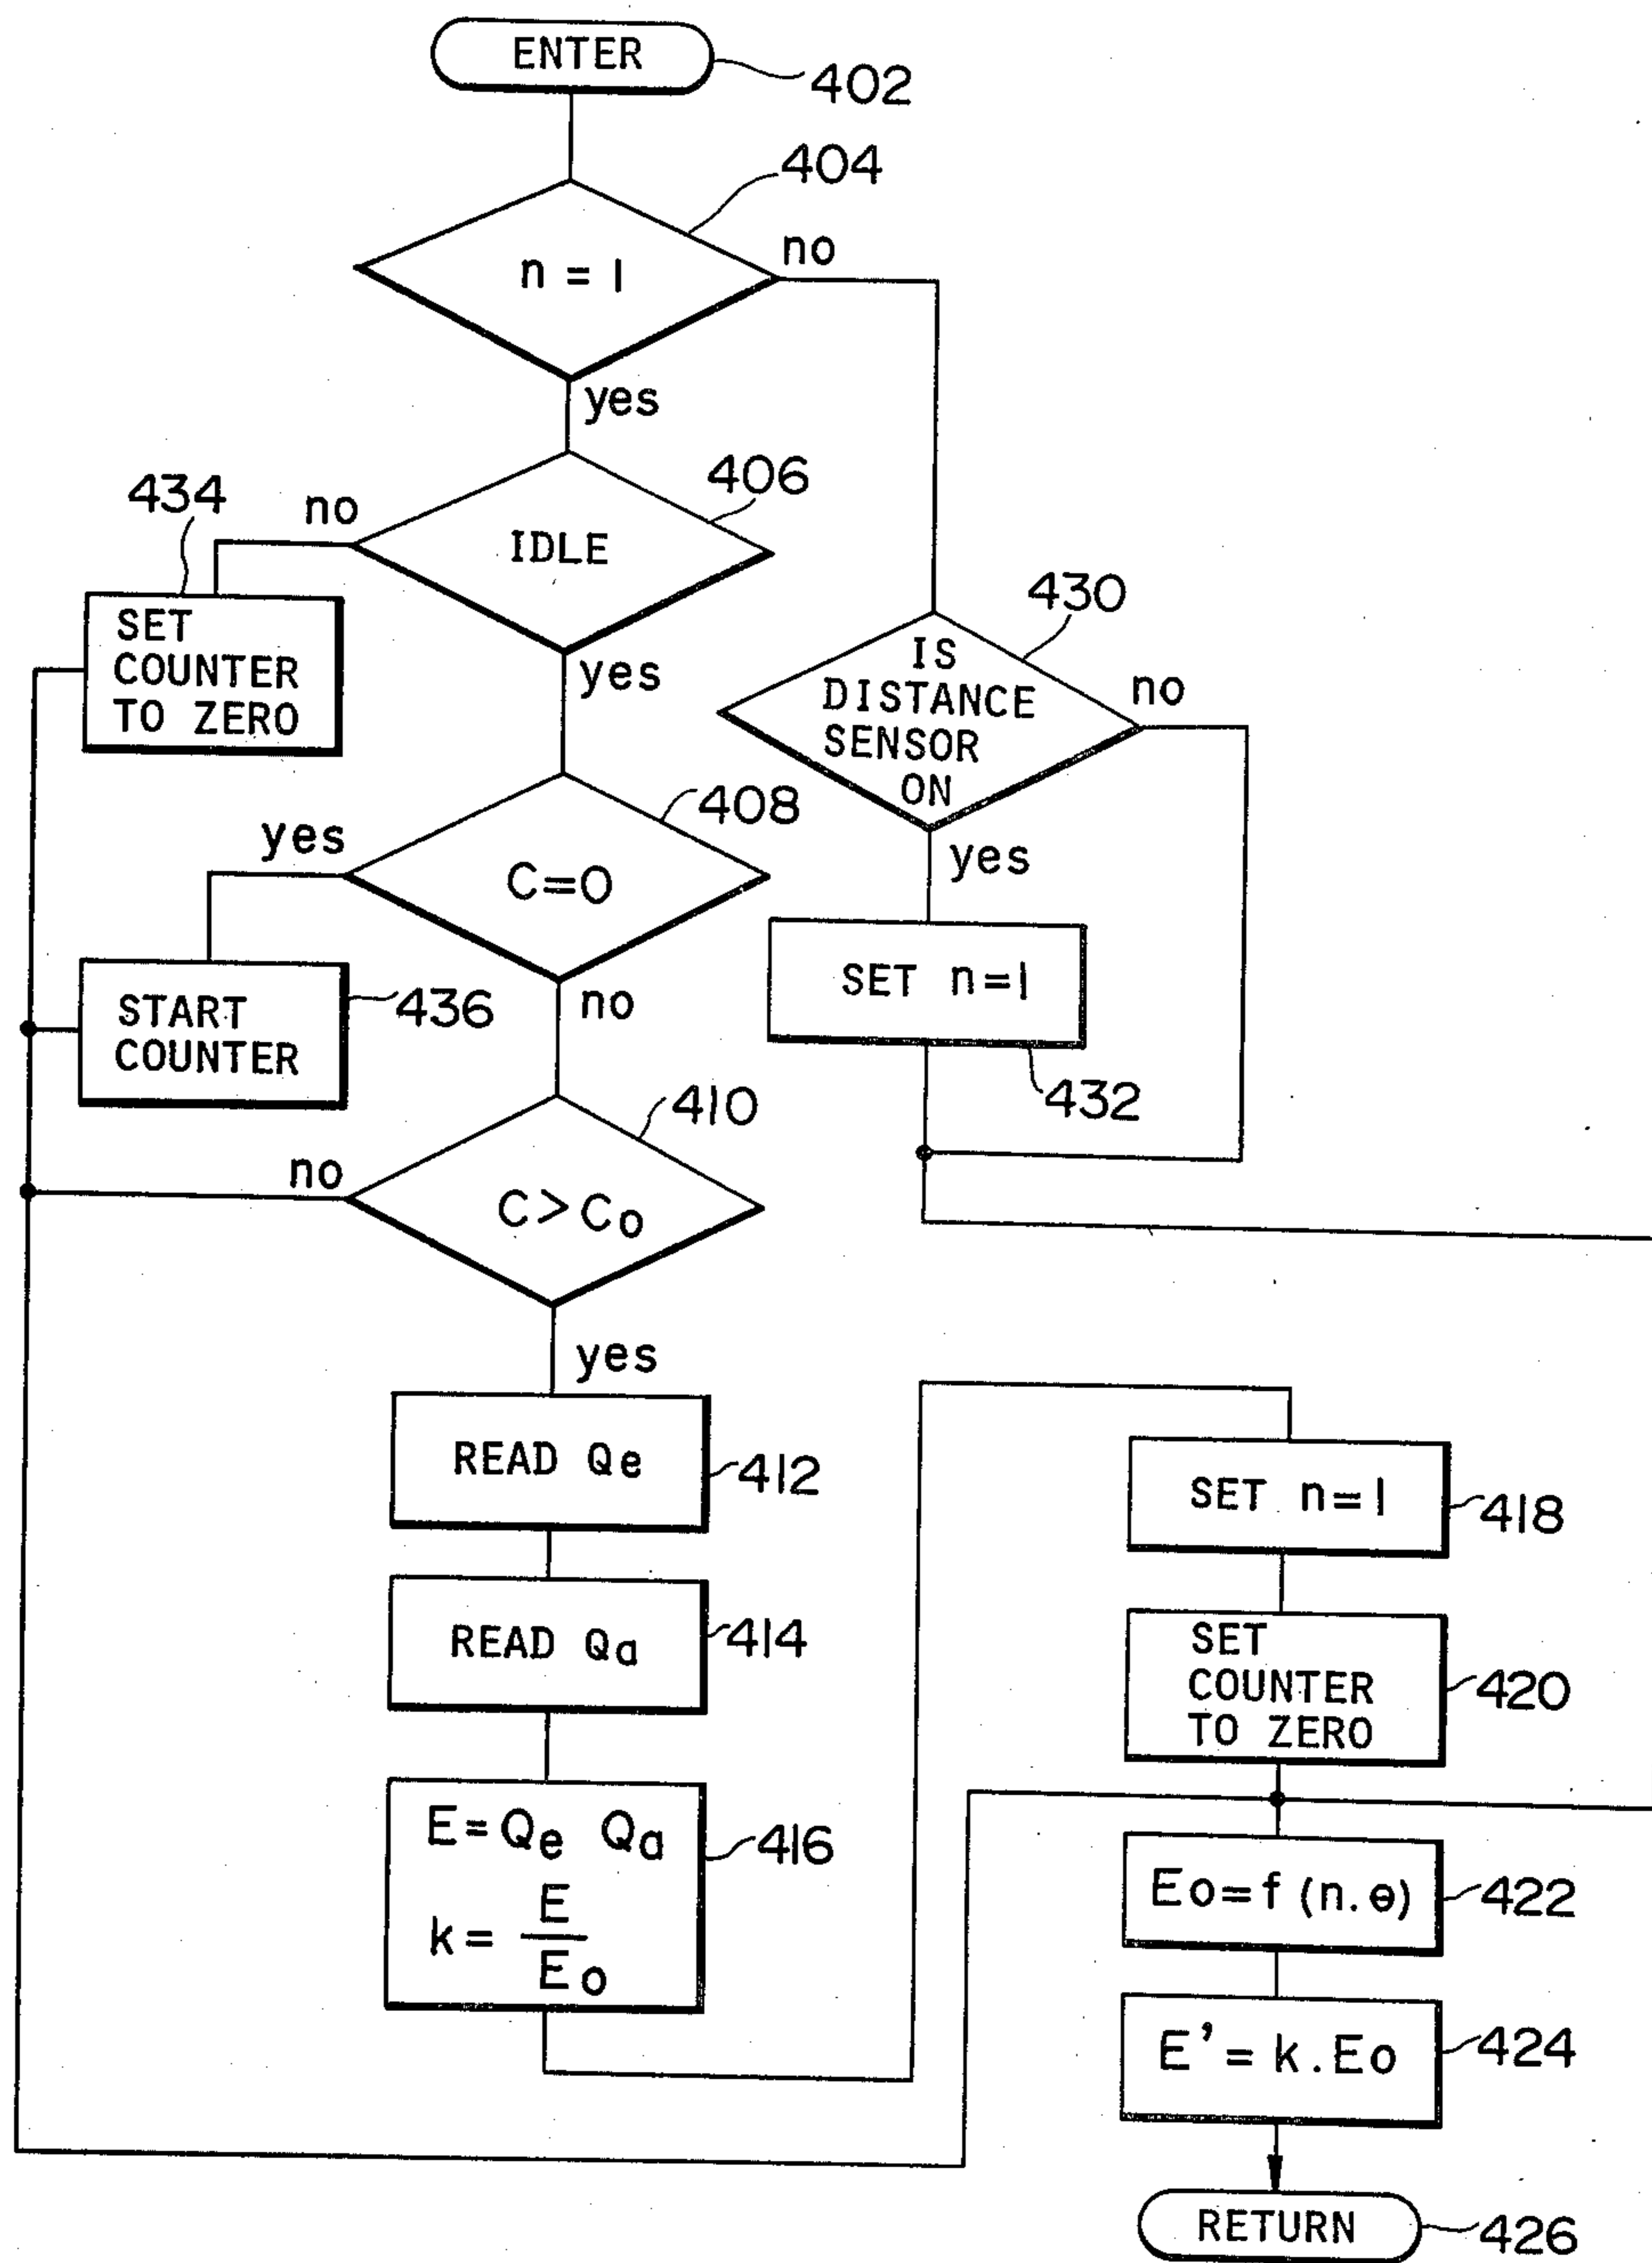 ENTER
402
404
n = 1
no
yes
434
no
406
IDLE
SET
COUNTER
TO ZERO
yes
430
IS
DISTANCE
SENSOR
ON
no
yes
408
C=0
yes
SET n=1
432
START
COUNTER
436
no
410
no
C>Co
yes
READ Qe
412
SET n=1
418
READ Qa
414
SET
COUNTER
TO ZERO
420
E=Qe Qa
k= E
Eo
416
Eo=f(n.θ)
422
E'=k.Eo
424
RETURN
426